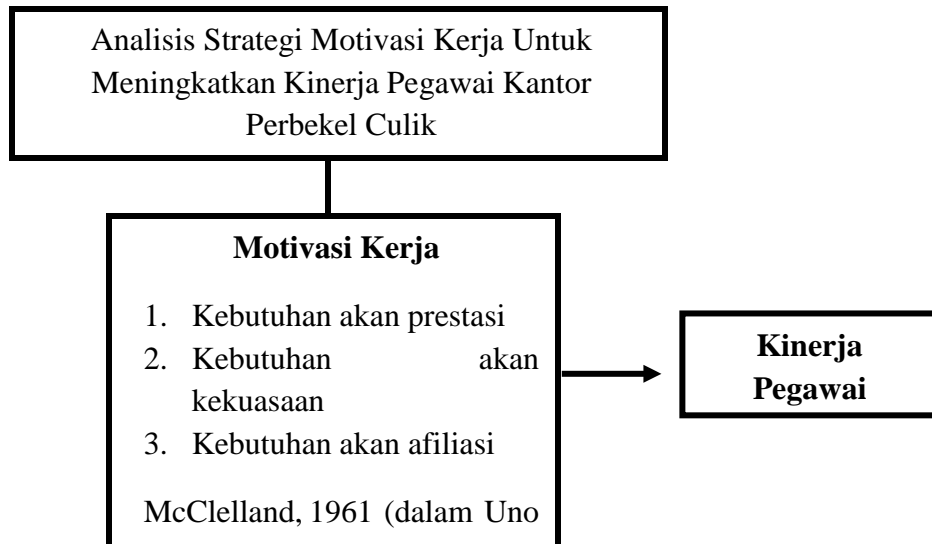 Analisis Strategi Motivasi Kerja Untuk
Meningkatkan Kinerja Pegawai Kantor
Perbekel Culik
Motivasi Kerja
1. Kebutuhan akan prestasi
2. Kebutuhan akan
kekuasaan
3. Kebutuhan akan afiliasi
McClelland, 1961 (dalam Uno
Kinerja
Pegawai